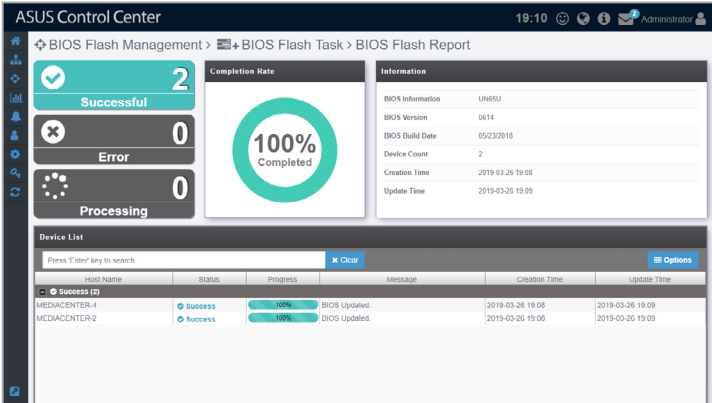 ASUS Control Center
19:10
2
Administrator
BIOS Flash Management > BIOS Flash Task > BIOS Flash Report
2
Successful
0
Error
0
Processing
Completion Rate
100%
Completed
Information
BIOS Information UN65U
BIOS Version 0614
BIOS Build Date 05/23/2018
Device Count 2
Creation Time 2019-03-26 19:08
Update Time 2019-03-26 19:09
Device List
Press 'Enter' key to search...
Clear
Options
Host Name Status Progress Message Creation Time Update Time
Success (2)
MEDIACENTER-4 Success 100% BIOS Updated. 2019-03-26 19:08 2019-03-26 19:09
MEDIACENTER-2 Success 100% BIOS Updated. 2019-03-26 19:08 2019-03-26 19:09